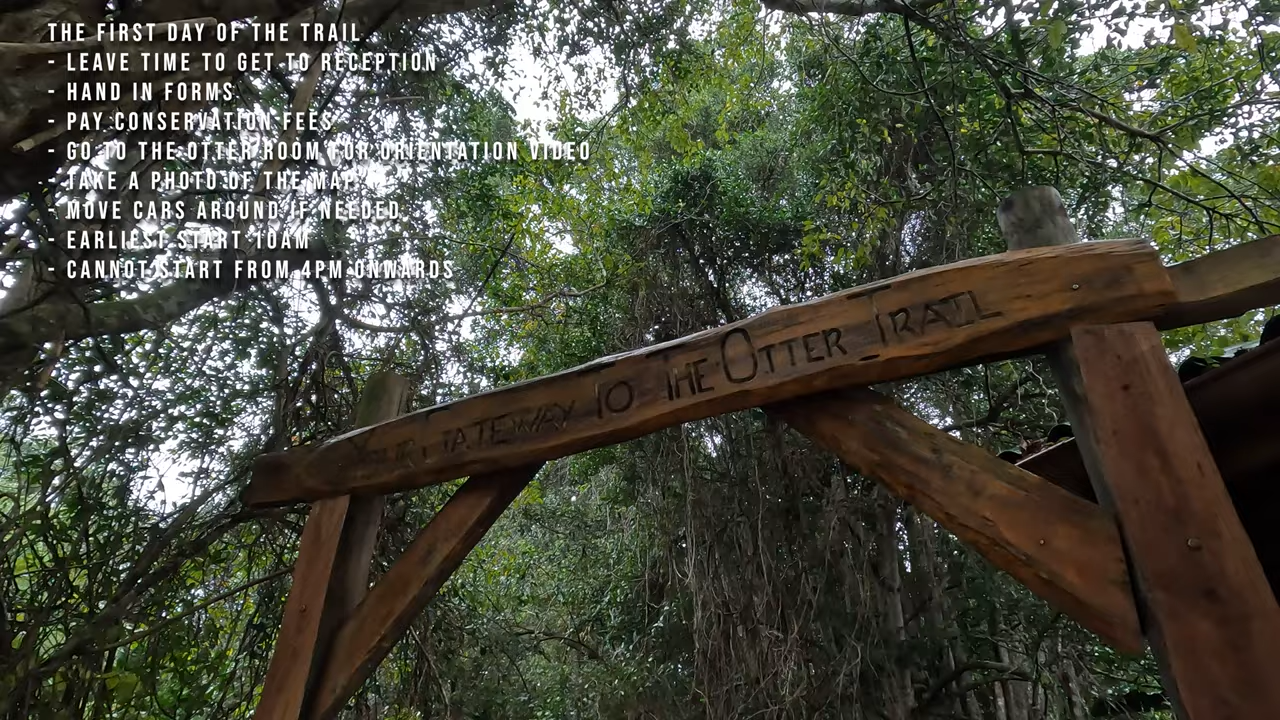 THE FIRST DAY OF THE TRAIL
- LEAVE TIME TO GET TO RECEPTION
- HAND IN FORMS
- PAY CONSERVATION FEES
- GO TO THE OTTER ROOM FOR ORIENTATION VIDEO
- TAKE A PHOTO OF THE MAP
- MOVE CARS AROUND IF NEEDED
- EARLIEST START 10AM
- CANNOT START FROM 4PM ONWARDS
YOUR GATEWAY TO THE OTTER TRAIL